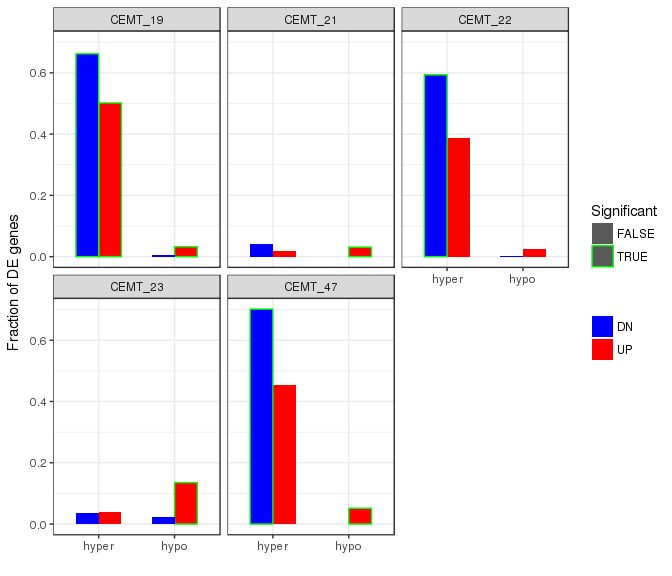 CEMT_19
CEMT_21
CEMT_22
0.6
0.4
0.2
0.0
hyper
hypo
Fraction of DE genes
CEMT_23
CEMT_47
0.6
0.4
0.2
0.0
hyper
hypo
hyper
hypo
Significant
FALSE
TRUE
DN
UP